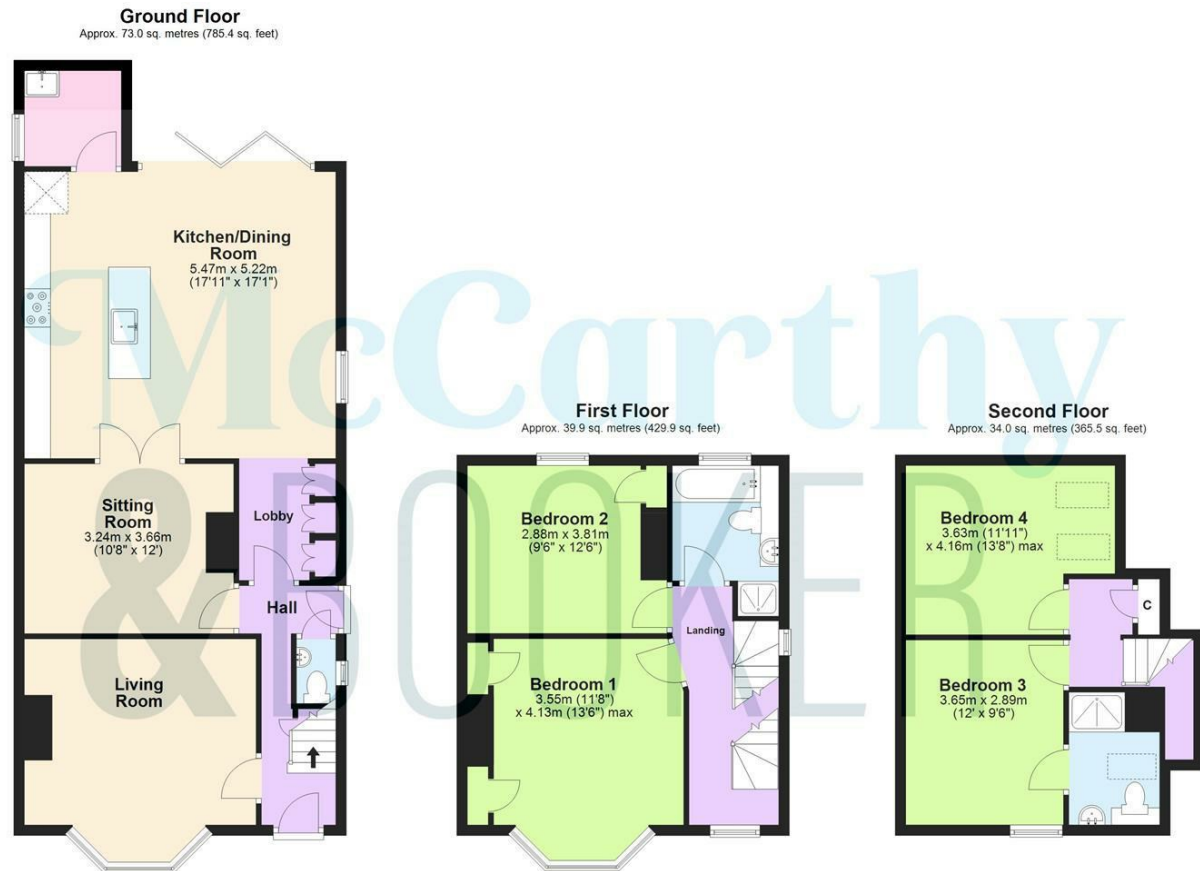 Ground Floor
Approx. 73.0 sq. metres (785.4 sq. feet)
Kitchen/Dining
Room
5.47m x 5.22m
(17'11" x 17'1")
Sitting
Room
3.24m x 3.66m
(10'8" x 12')
Lobby
Hall
Living
Room
First Floor
Approx. 39.9 sq. metres (429.9 sq. feet)
Bedroom 2
2.88m x 3.81m
(9'6" x 12'6")
Landing
Bedroom 1
3.55m (11'8")
x 4.13m (13'6") max
Second Floor
Approx. 34.0 sq. metres (365.5 sq. feet)
Bedroom 4
3.63m (11'11")
x 4.16m (13'8") max
C
Bedroom 3
3.65m x 2.89m
(12' x 9'6")
McCarthy
&BOOKER